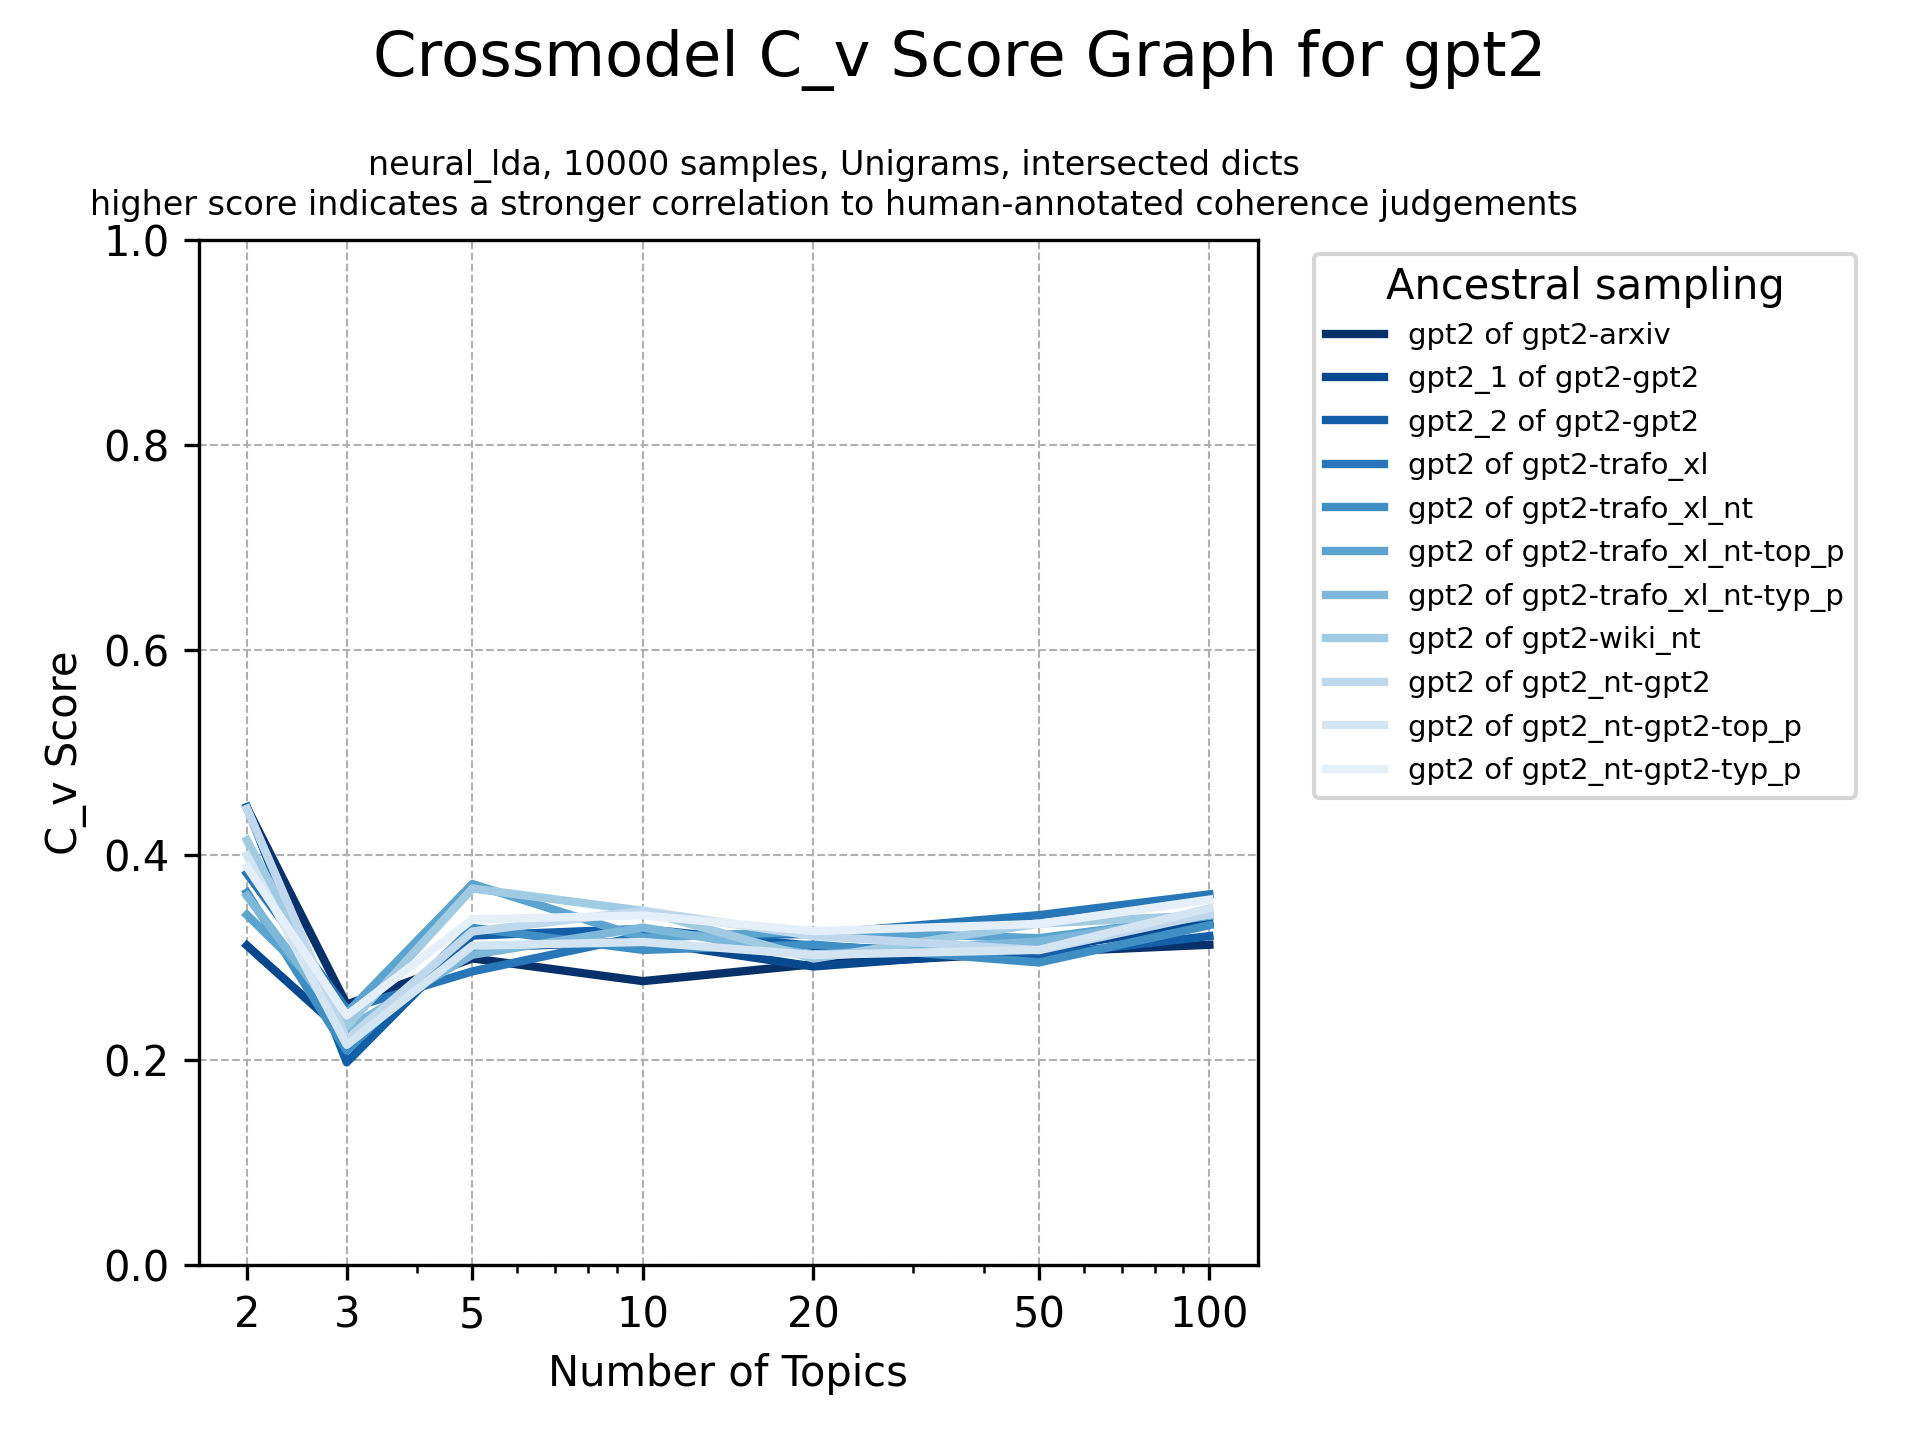 Crossmodel C_v Score Graph for gpt2
neural_lda, 10000 samples, Unigrams, intersected dicts
higher score indicates a stronger correlation to human-annotated coherence judgements
C_v Score
1.0
0.8
0.6
0.4
0.2
0.0
2 3 5 10 20 50 100
Number of Topics
Ancestral sampling
gpt2 of gpt2-arxiv
gpt2_1 of gpt2-gpt2
gpt2_2 of gpt2-gpt2
gpt2 of gpt2-trafo_xl
gpt2 of gpt2-trafo_xl_nt
gpt2 of gpt2-trafo_xl_nt-top_p
gpt2 of gpt2-trafo_xl_nt-typ_p
gpt2 of gpt2-wiki_nt
gpt2 of gpt2_nt-gpt2
gpt2 of gpt2_nt-gpt2-top_p
gpt2 of gpt2_nt-gpt2-typ_p